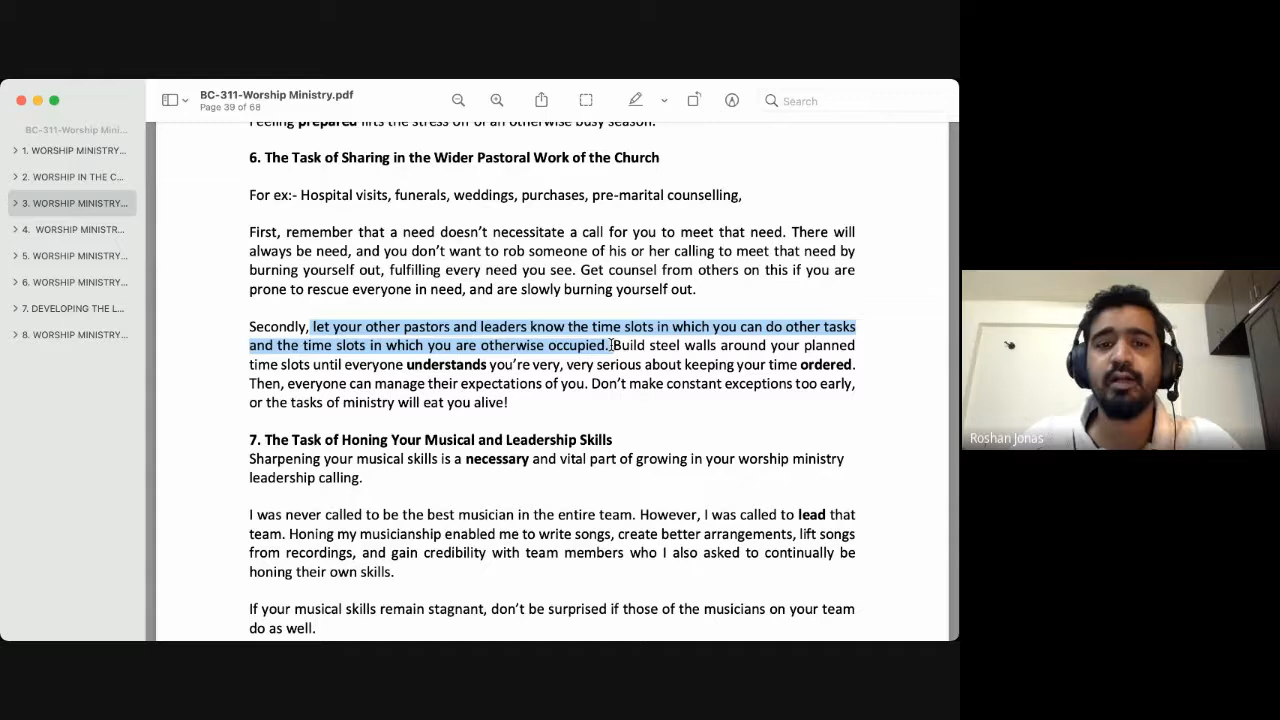 BC-311-Worship Ministry.pdf
Page 39 of 68
Search
BC-311-Worship Mini...
1. WORSHIP MINISTRY...
2. WORSHIP IN THE C...
3. WORSHIP MINISTRY...
4. WORSHIP MINISTR...
5. WORSHIP MINISTRY...
6. WORSHIP MINISTRY...
7. DEVELOPING THE L...
8. WORSHIP MINISTRY...
Feeling prepared lifts the stress off of an otherwise busy season.
6. The Task of Sharing in the Wider Pastoral Work of the Church
For ex:- Hospital visits, funerals, weddings, purchases, pre-marital counselling,
First, remember that a need doesn’t necessitate a call for you to meet that need. There will
always be need, and you don’t want to rob someone of his or her calling to meet that need by
burning yourself out, fulfilling every need you see. Get counsel from others on this if you are
prone to rescue everyone in need, and are slowly burning yourself out.
Secondly, let your other pastors and leaders know the time slots in which you can do other tasks
and the time slots in which you are otherwise occupied. Build steel walls around your planned
time slots until everyone understands you’re very, very serious about keeping your time ordered.
Then, everyone can manage their expectations of you. Don’t make constant exceptions too early,
or the tasks of ministry will eat you alive!
7. The Task of Honing Your Musical and Leadership Skills
Sharpening your musical skills is a necessary and vital part of growing in your worship ministry
leadership calling.
I was never called to be the best musician in the entire team. However, I was called to lead that
team. Honing my musicianship enabled me to write songs, create better arrangements, lift songs
from recordings, and gain credibility with team members who I also asked to continually be
honing their own skills.
If your musical skills remain stagnant, don’t be surprised if those of the musicians on your team
do as well.
Roshan Jonas